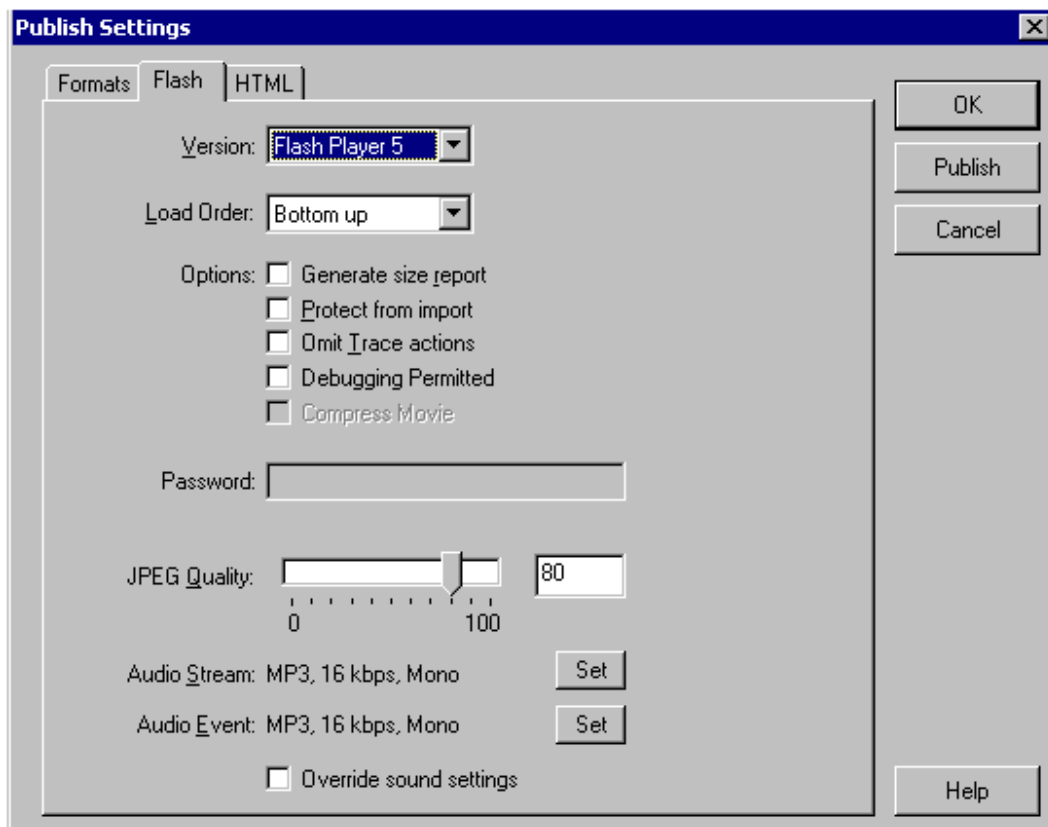 Publish Settings
Formats Flash HTML
OK
Version: Flash Player 5
Publish
Load Order: Bottom up
Cancel
Options: Generate size report
Protect from import
Omit Trace actions
Debugging Permitted
Compress Movie
Password:
JPEG Quality: 80
0 100
Audio Stream: MP3, 16 kbps, Mono Set
Audio Event: MP3, 16 kbps, Mono Set
Override sound settings
Help